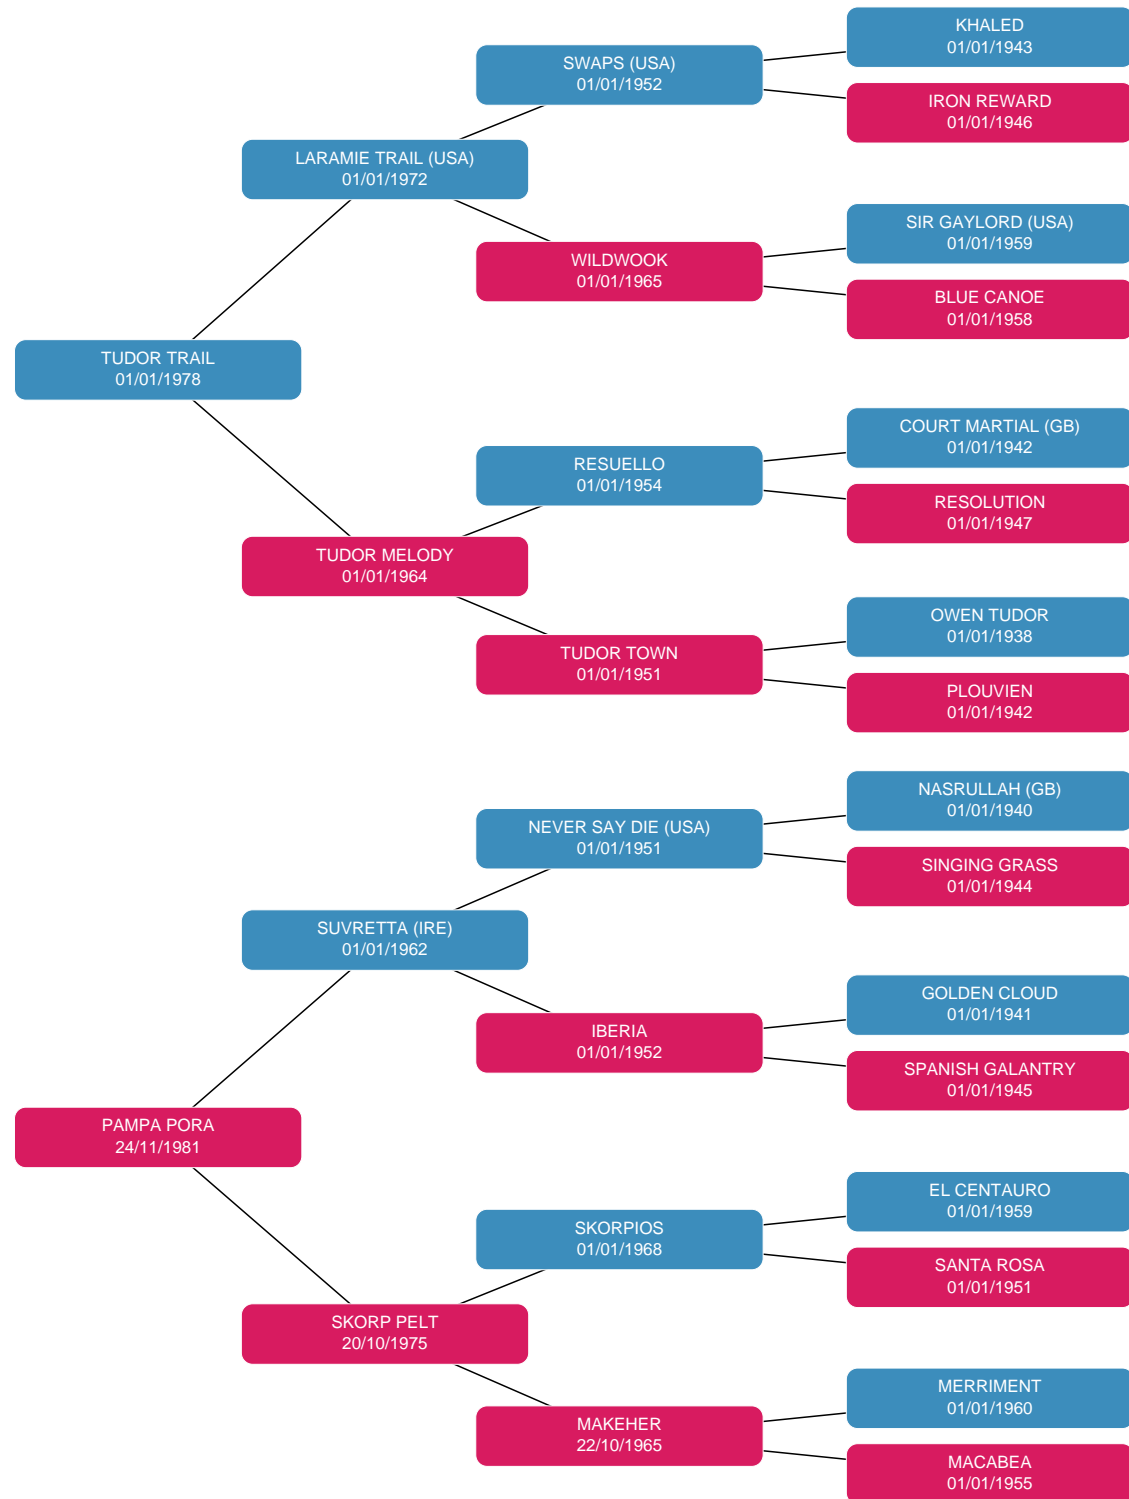 KHALED
01/01/1943
SWAPS (USA)
01/01/1952
IRON REWARD
01/01/1946
LARAMIE TRAIL (USA)
01/01/1972
SIR GAYLORD (USA)
01/01/1959
WILDWOOK
01/01/1965
BLUE CANOE
01/01/1958
TUDOR TRAIL
01/01/1978
COURT MARTIAL (GB)
01/01/1942
RESUELLO
01/01/1954
RESOLUTION
01/01/1947
TUDOR MELODY
01/01/1964
OWEN TUDOR
01/01/1938
TUDOR TOWN
01/01/1951
PLOUVIEN
01/01/1942
NASRULLAH (GB)
01/01/1940
NEVER SAY DIE (USA)
01/01/1951
SINGING GRASS
01/01/1944
SUVRETTA (IRE)
01/01/1962
GOLDEN CLOUD
01/01/1941
IBERIA
01/01/1952
SPANISH GALANTRY
01/01/1945
PAMPA PORA
24/11/1981
EL CENTAURO
01/01/1959
SKORPIOS
01/01/1968
SANTA ROSA
01/01/1951
SKORP PELT
20/10/1975
MERRIMENT
01/01/1960
MAKEHER
22/10/1965
MACABEA
01/01/1955